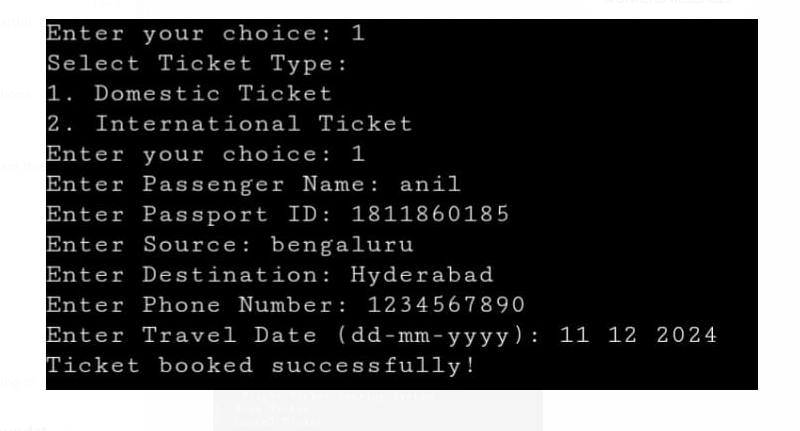 Enter your choice: 1
Select Ticket Type:
1. Domestic Ticket
2. International Ticket
Enter your choice: 1
Enter Passenger Name: anil
Enter Passport ID: 1811860185
Enter Source: bengaluru
Enter Destination: Hyderabad
Enter Phone Number: 1234567890
Enter Travel Date (dd-mm-yyyy): 11 12 2024
Ticket booked successfully!